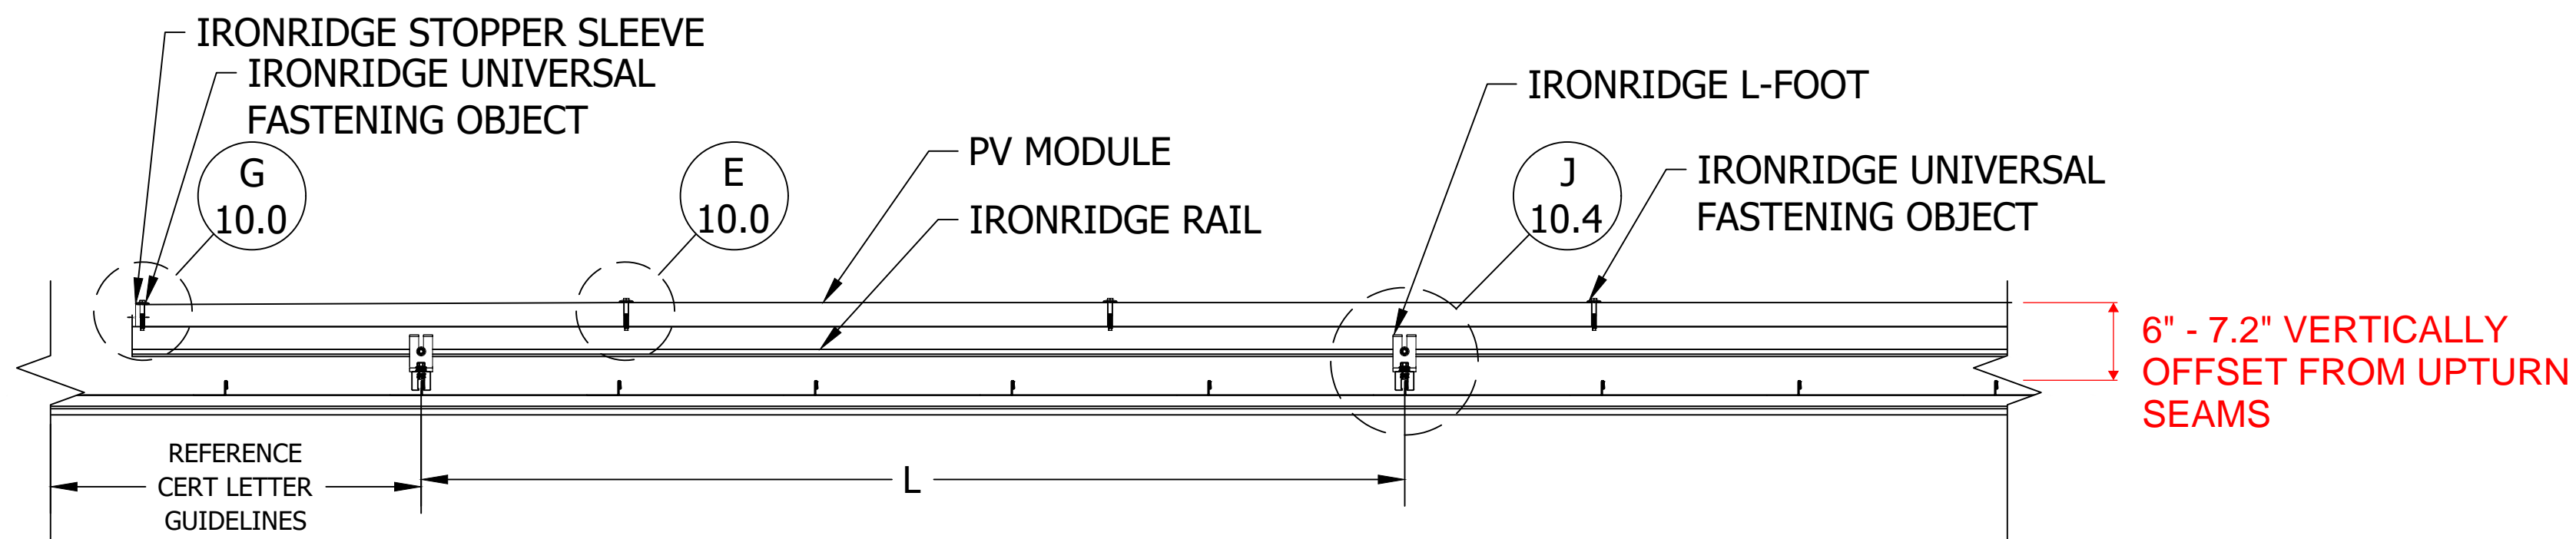 IRONRIDGE STOPPER SLEEVE
IRONRIDGE UNIVERSAL
FASTENING OBJECT
G
10.0
E
10.0
PV MODULE
IRONRIDGE RAIL
IRONRIDGE L-FOOT
J
10.4
IRONRIDGE UNIVERSAL
FASTENING OBJECT
6" - 7.2" VERTICALLY
OFFSET FROM UPTURN
SEAMS
REFERENCE
CERT LETTER
GUIDELINES
L